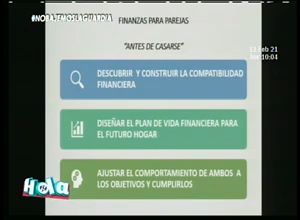 #NOBAJEMOSLAGUARDIA
FINANZAS PARA PAREJAS
"ANTES DE CASARSE"
DESCUBRIR Y CONSTRUIR LA COMPATIBILIDAD
FINANCIERA
DISEÑAR EL PLAN DE VIDA FINANCIERA PARA
EL FUTURO HOGAR
AJUSTAR EL COMPORTAMIENTO DE AMBOS A
LOS OBJETIVOS Y CUMPLIRLOS
Hola